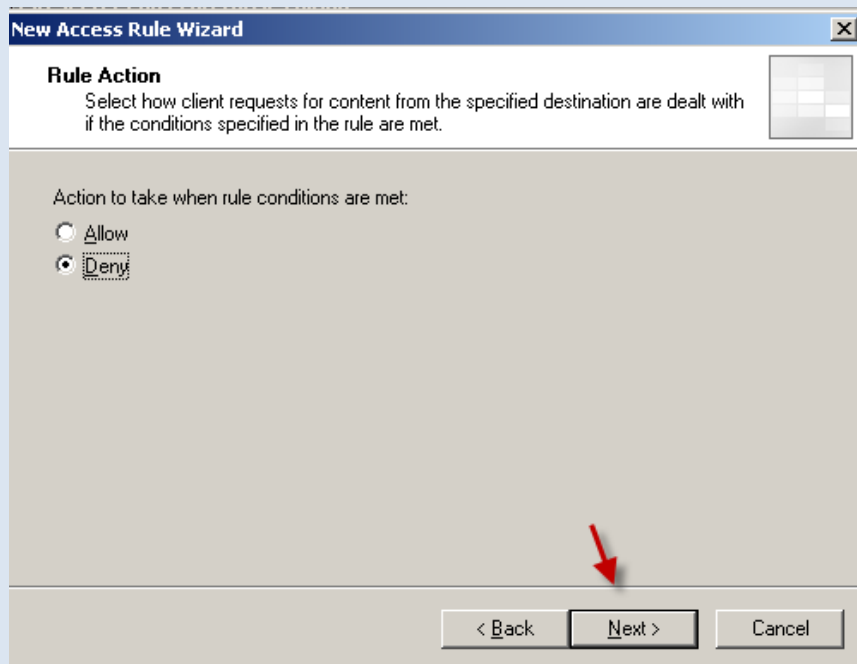 New Access Rule Wizard
Rule Action
Select how client requests for content from the specified destination are dealt with
if the conditions specified in the rule are met.
Action to take when rule conditions are met:
Allow
Deny
< Back
Next >
Cancel